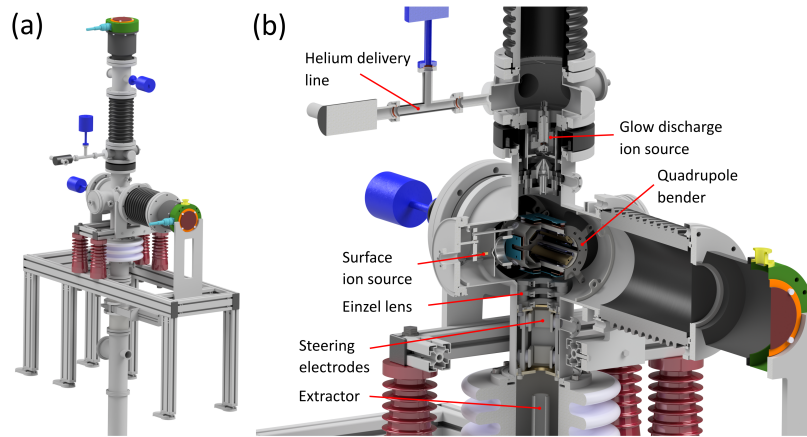 (a)
(b)
Helium delivery
line
Glow discharge
ion source
Quadrupole
bender
Surface
ion source
Einzel lens
Steering
electrodes
Extractor